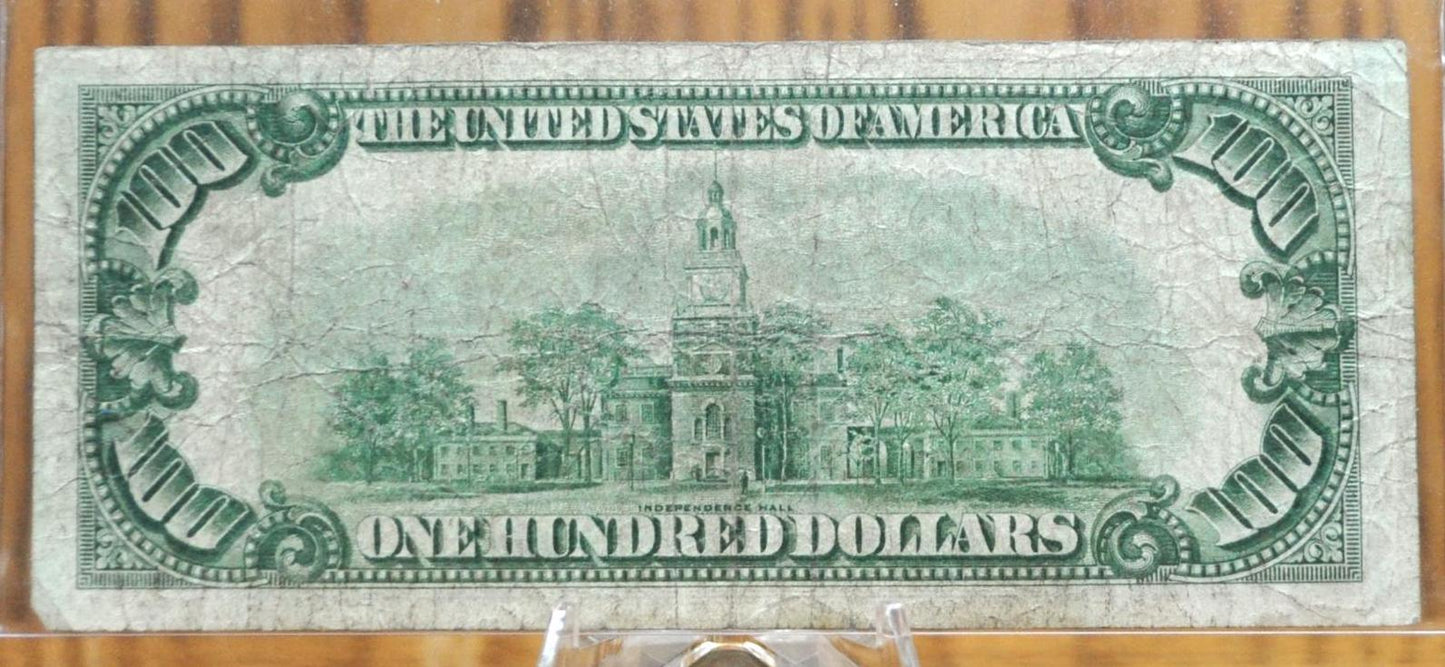 THE UNITED STATES OF AMERICA
100 100
INDEPENDENCE HALL
100 100
ONE HUNDRED DOLLARS